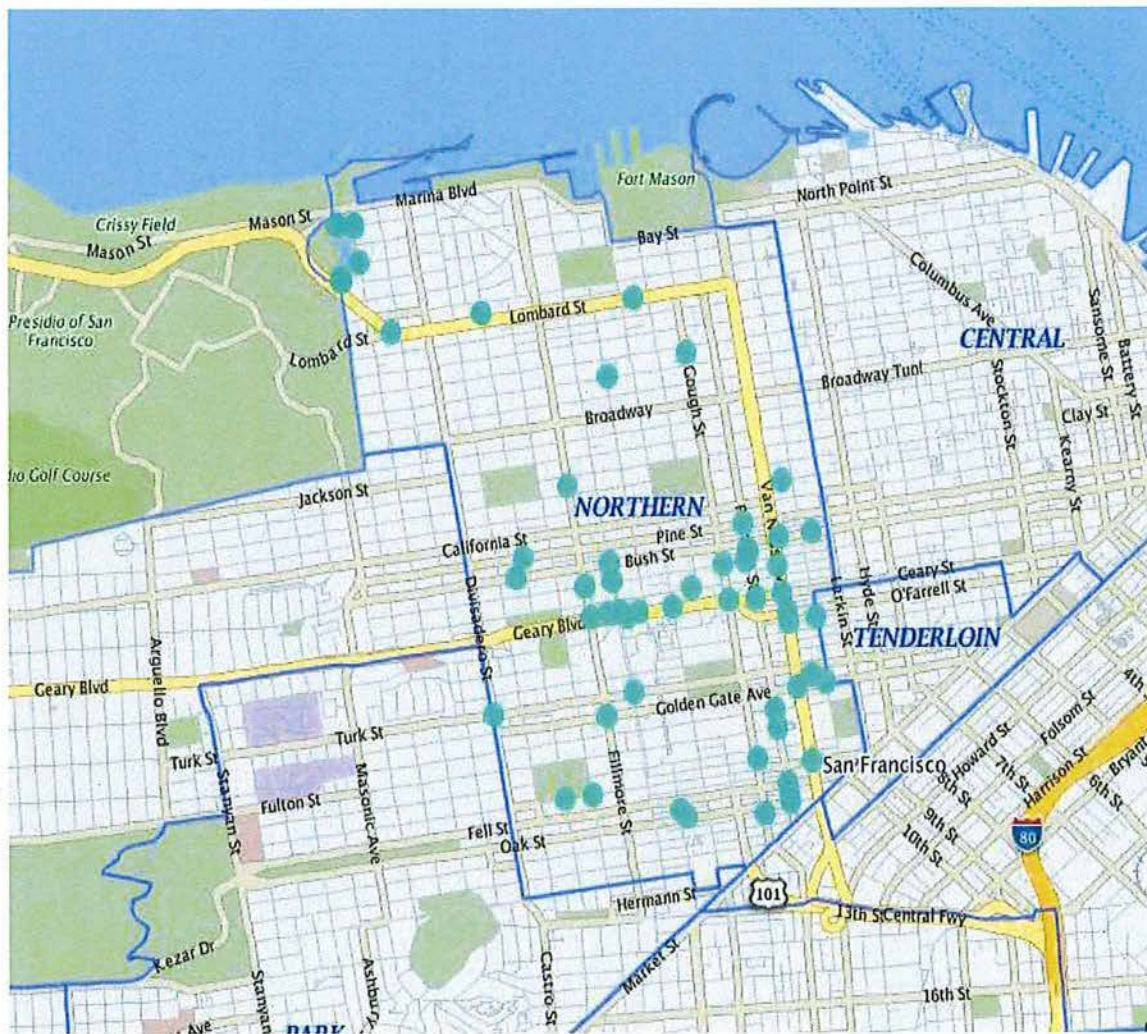 Fort Mason
Marina Blvd
North Point St
Crissy Field
Mason St
Mason St
Bay St
Columbus Ave
Sansome St
Battery St
Presidio of San
Francisco
Lombard St
Lombard St
CENTRAL
Stockton St
Broadway Tunl
Gough St
Broadway
Clay St
Kearny St
dio Golf Course
Jackson St
NORTHERN
Van N
California St
Pine St
Bush St
Geary St
O'Farrell St
Hyde St
Larkin St
Divisadero St
Geary Blvd
TENDERLOIN
Arguello Blvd
Geary Blvd
Golden Gate Ave
4th
Folsom St
Turk St
Turk St
San Francisco
Howard St
8th St
7th St
Harrison St
6th St
Bryant
Stanyan St
Masonic Ave
Fillmore St
Fulton St
Fell St
Oak St
9th St
10th St
80
Hermann St
101
13th St
Central Fwy
Kezar Dr
Market St
Castro St
Stanyan
Ashbury
16th St
Ave
PARK